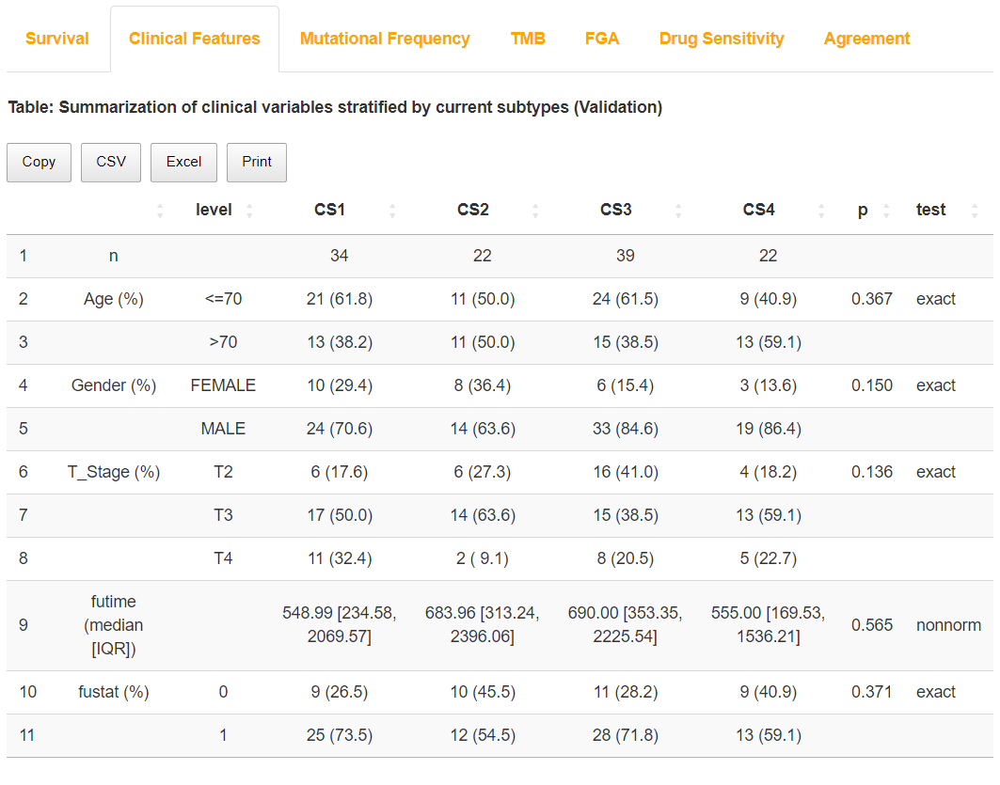 Survival Clinical Features Mutational Frequency TMB FGA Drug Sensitivity Agreement
Table: Summarization of clinical variables stratified by current subtypes (Validation)
Copy CSV Excel Print
level CS1 CS2 CS3 CS4 p test
1 n 34 22 39 22
2 Age (%) <=70 21 (61.8) 11 (50.0) 24 (61.5) 9 (40.9) 0.367 exact
3 >70 13 (38.2) 11 (50.0) 15 (38.5) 13 (59.1)
4 Gender (%) FEMALE 10 (29.4) 8 (36.4) 6 (15.4) 3 (13.6) 0.150 exact
5 MALE 24 (70.6) 14 (63.6) 33 (84.6) 19 (86.4)
6 T_Stage (%) T2 6 (17.6) 6 (27.3) 16 (41.0) 4 (18.2) 0.136 exact
7 T3 17 (50.0) 14 (63.6) 15 (38.5) 13 (59.1)
8 T4 11 (32.4) 2 ( 9.1) 8 (20.5) 5 (22.7)
futime
548.99 [234.58, 683.96 [313.24, 690.00 [353.35, 555.00 [169.53,
9 (median 0.565 nonnorm
2069.57] 2396.06] 2225.54] 1536.21]
[IQR])
10 fustat (%) 0 9 (26.5) 10 (45.5) 11 (28.2) 9 (40.9) 0.371 exact
11 1 25 (73.5) 12 (54.5) 28 (71.8) 13 (59.1)